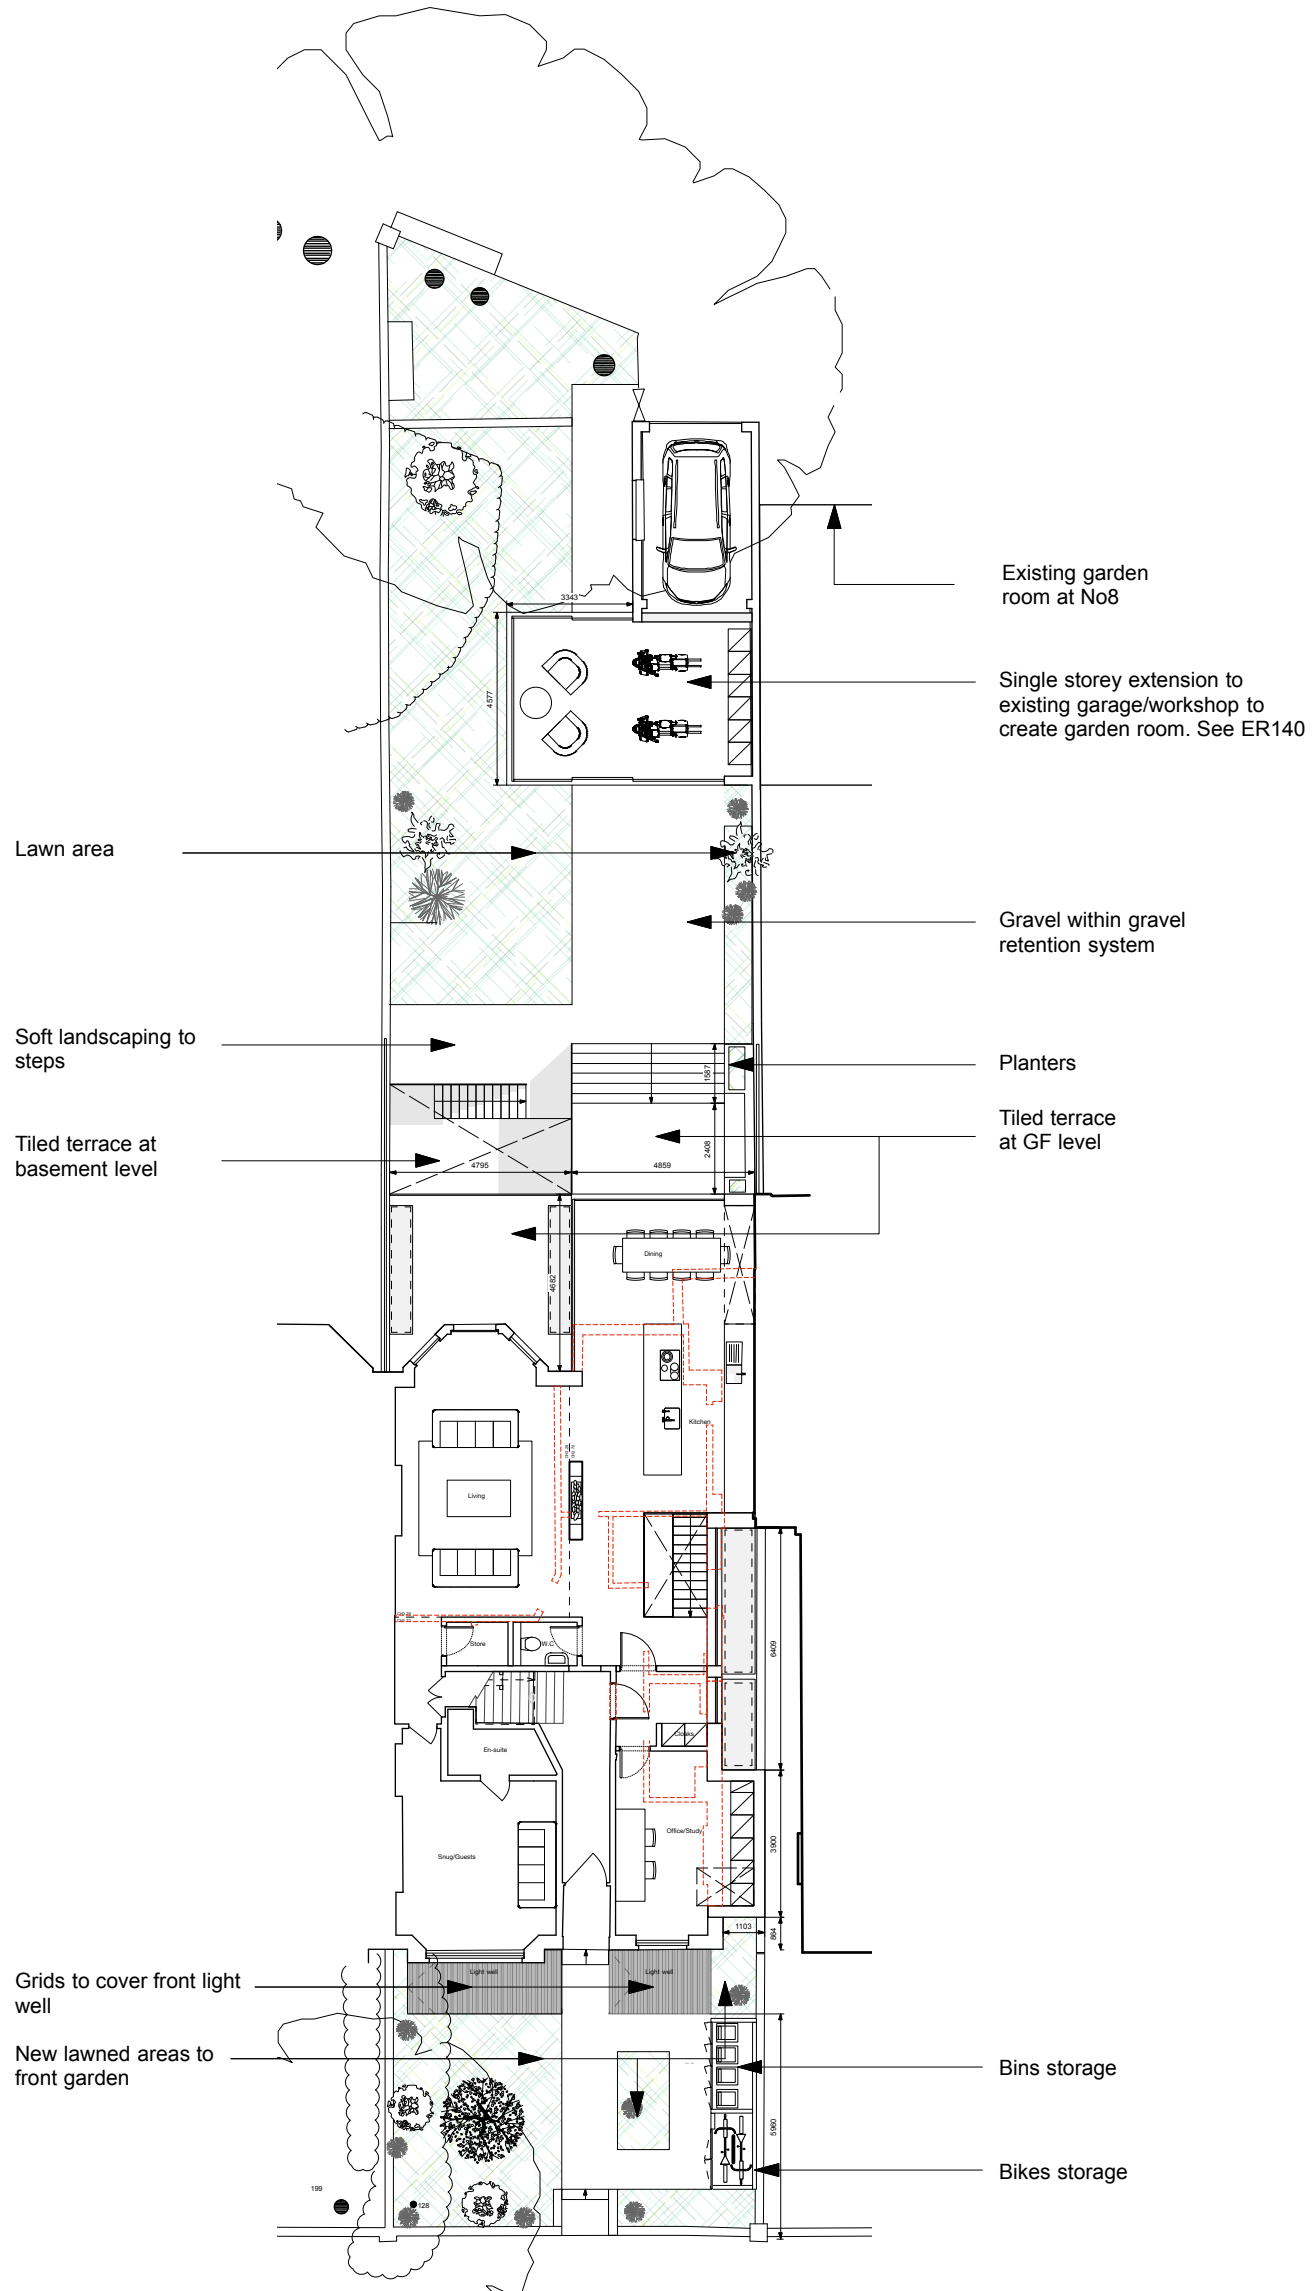 3343
Existing garden
room at No8
4577
Single storey extension to
existing garage/workshop to
create garden room. See ER140
Lawn area
Gravel within gravel
retention system
Soft landscaping to
steps
1587
Planters
Tiled terrace at
basement level
2408
Tiled terrace
at GF level
4795
4859
Dining
4682
Kitchen
Living
Store
W.C
6409
Cloaks
En-suite
Office/Study
3900
Snug/Guests
1103
864
Light well
Light well
Grids to cover front light
well
New lawned areas to
front garden
Bins storage
5960
Bikes storage
199
128